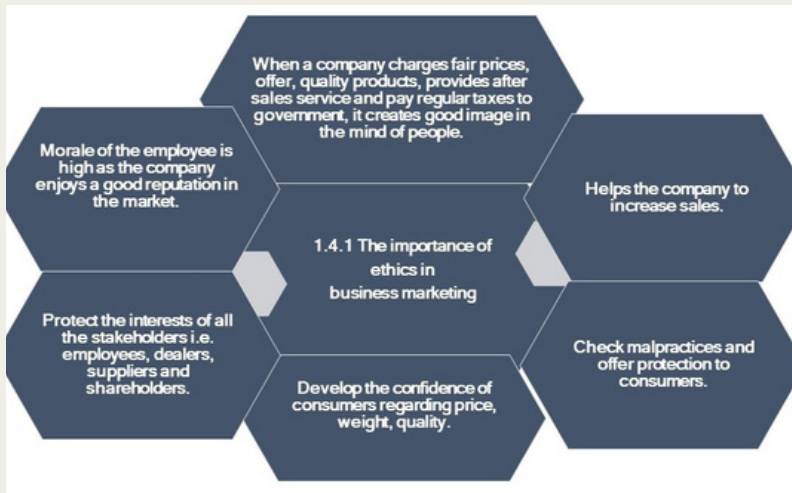 When a company charges fair prices,
offer, quality products, provides after
sales service and pay regular taxes to
government, it creates good image in
the mind of people.
Morale of the employee is
high as the company
enjoys a good reputation in
the market.
Helps the company to
increase sales.
1.4.1 The importance of
ethics in
business marketing
Protect the interests of all
the stakeholders i.e.
employees, dealers,
suppliers and
shareholders.
Check malpractices and
offer protection to
consumers.
Develop the confidence of
consumers regarding price,
weight, quality.